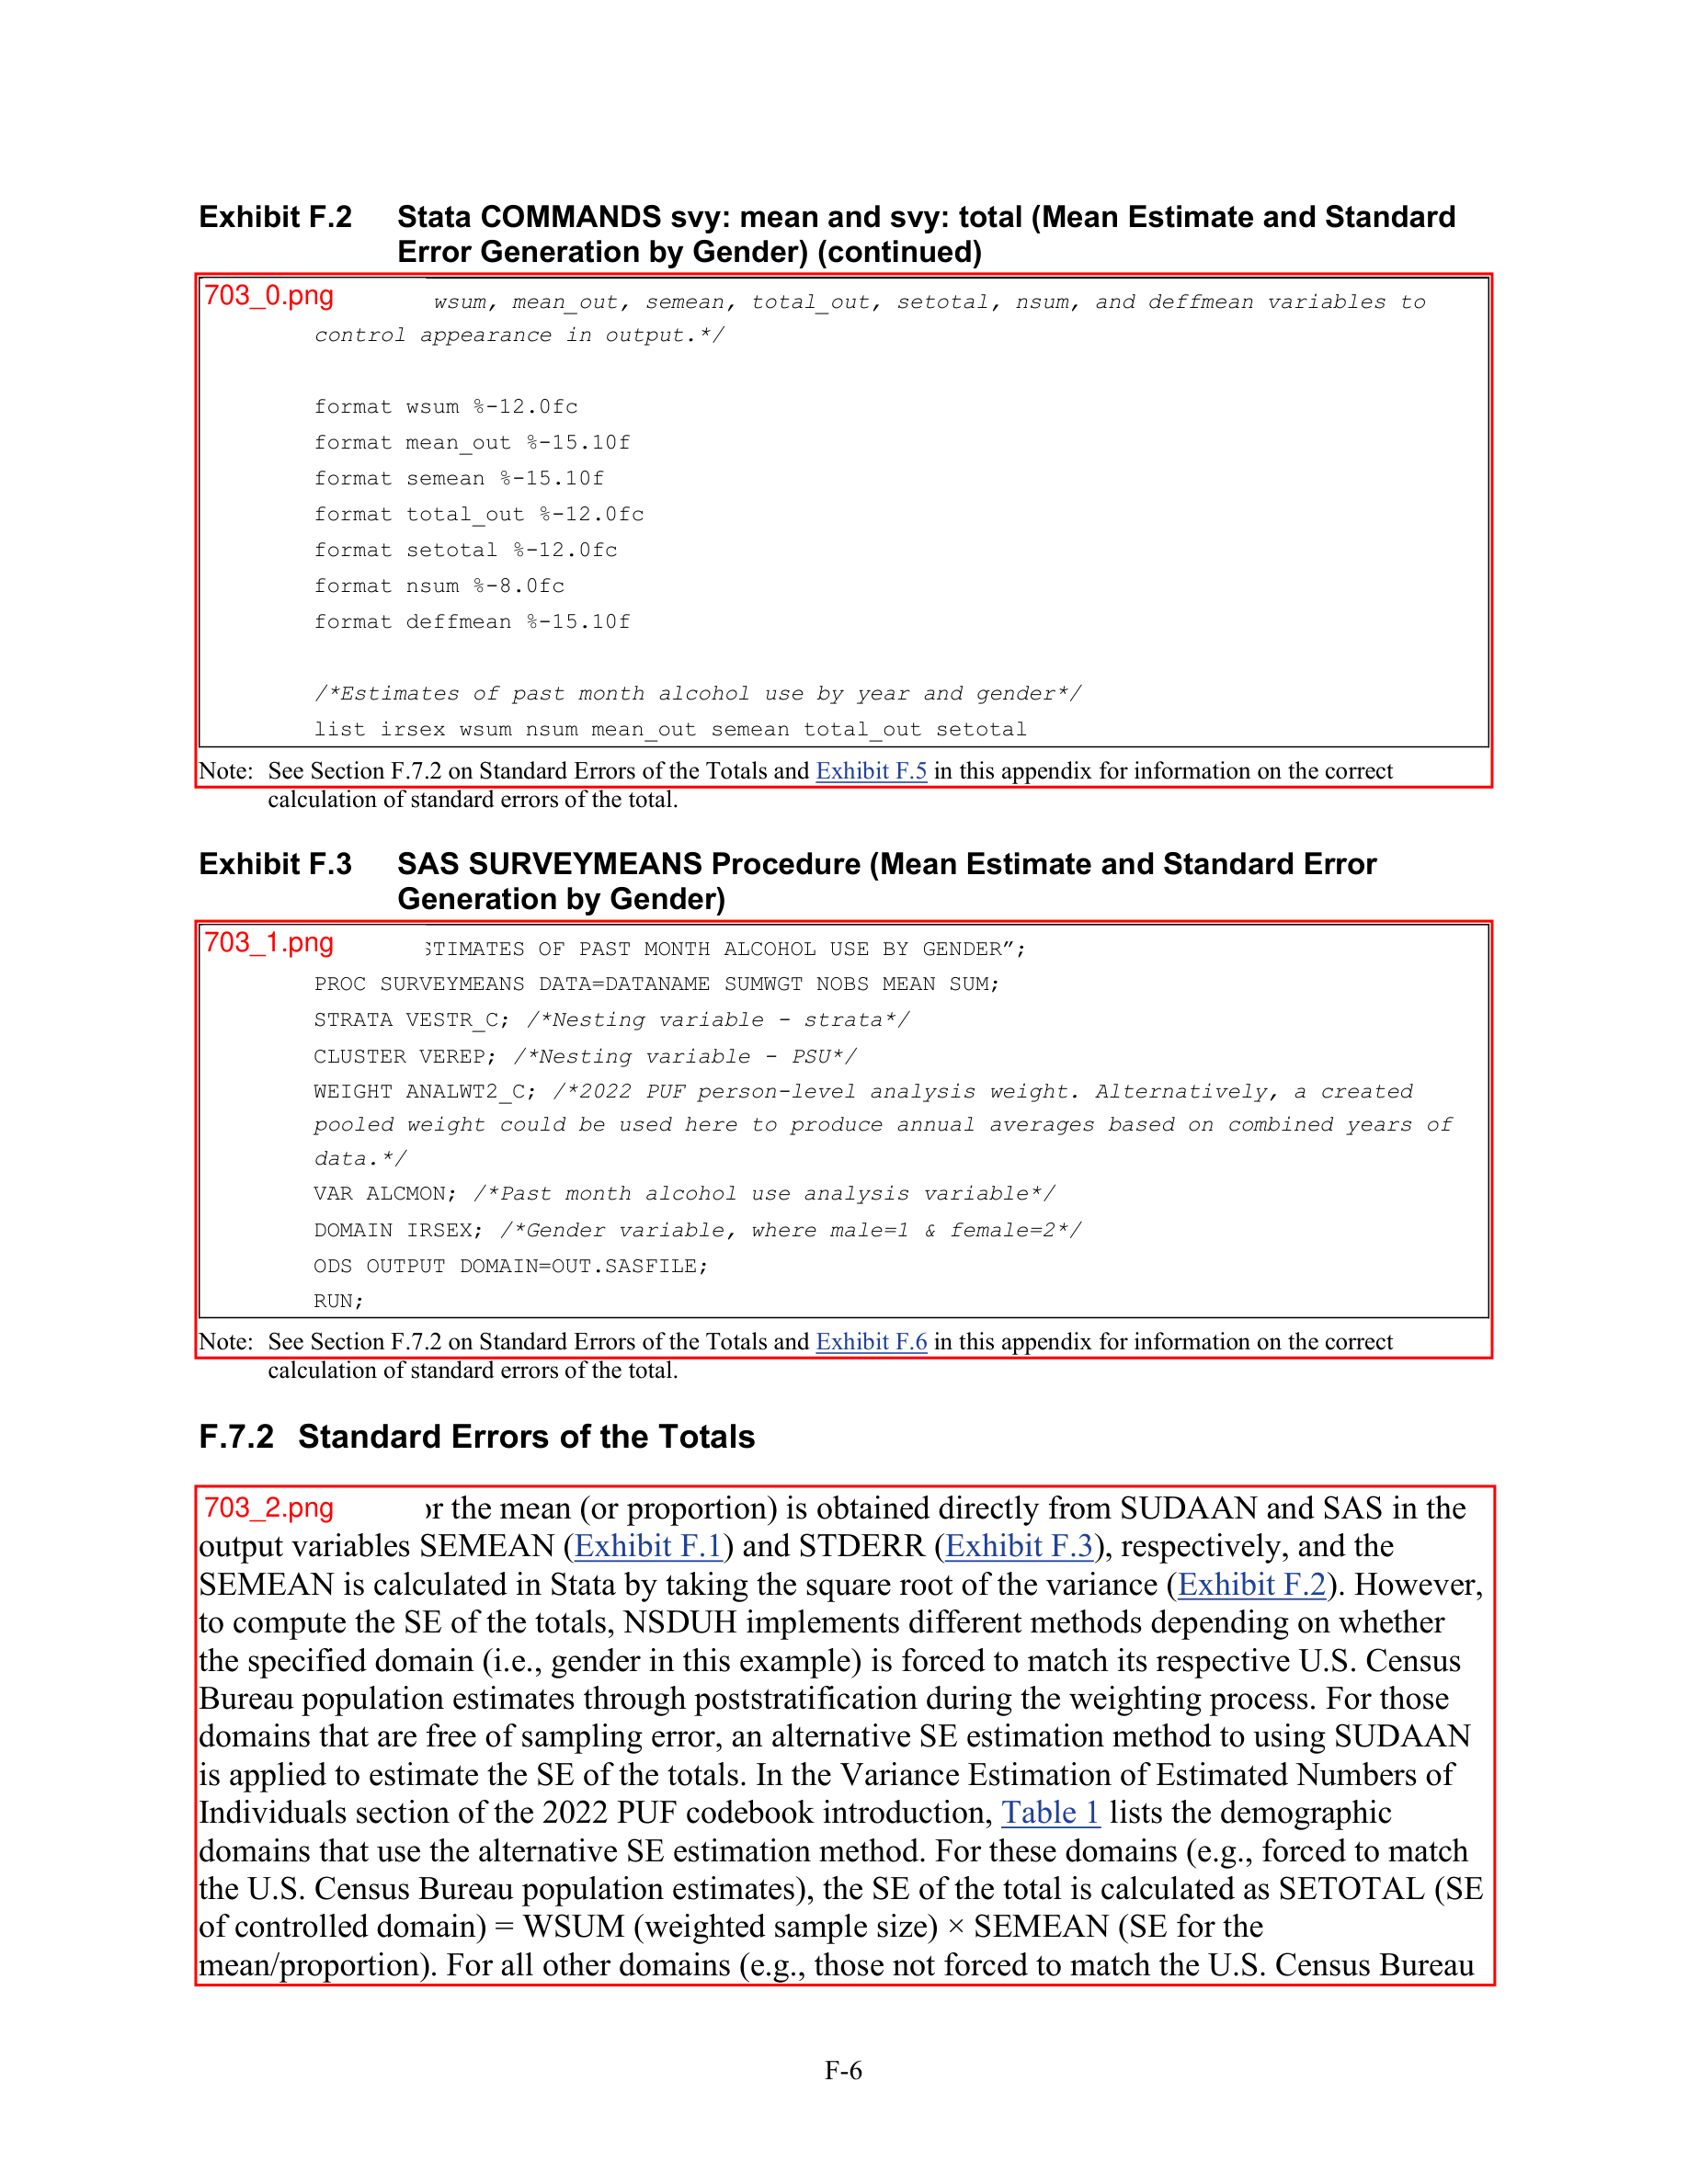 Exhibit F.2 Stata COMMANDS svy: mean and svy: total (Mean Estimate and Standard
Error Generation by Gender) (continued)
703_0.png wsum, mean_out, semean, total_out, setotal, nsum, and deffmean variables to
control appearance in output.*/
format wsum %-12.0fc
format mean_out %-15.10f
format semean %-15.10f
format total_out %-12.0fc
format setotal %-12.0fc
format nsum %-8.0fc
format deffmean %-15.10f
/*Estimates of past month alcohol use by year and gender*/
list irsex wsum nsum mean_out semean total_out setotal
Note: See Section F.7.2 on Standard Errors of the Totals and Exhibit F.5 in this appendix for information on the correct
calculation of standard errors of the total.
Exhibit F.3 SAS SURVEYMEANS Procedure (Mean Estimate and Standard Error
Generation by Gender)
703_1.png STIMATES OF PAST MONTH ALCOHOL USE BY GENDER”;
PROC SURVEYMEANS DATA=DATANAME SUMWGT NOBS MEAN SUM;
STRATA VESTR_C; /*Nesting variable - strata*/
CLUSTER VEREP; /*Nesting variable - PSU*/
WEIGHT ANALWT2_C; /*2022 PUF person-level analysis weight. Alternatively, a created
pooled weight could be used here to produce annual averages based on combined years of
data.*/
VAR ALCMON; /*Past month alcohol use analysis variable*/
DOMAIN IRSEX; /*Gender variable, where male=1 & female=2*/
ODS OUTPUT DOMAIN=OUT.SASFILE;
RUN;
Note: See Section F.7.2 on Standard Errors of the Totals and Exhibit F.6 in this appendix for information on the correct
calculation of standard errors of the total.
F.7.2 Standard Errors of the Totals
703_2.png r the mean (or proportion) is obtained directly from SUDAAN and SAS in the
output variables SEMEAN (Exhibit F.1) and STDERR (Exhibit F.3), respectively, and the
SEMEAN is calculated in Stata by taking the square root of the variance (Exhibit F.2). However,
to compute the SE of the totals, NSDUH implements different methods depending on whether
the specified domain (i.e., gender in this example) is forced to match its respective U.S. Census
Bureau population estimates through poststratification during the weighting process. For those
domains that are free of sampling error, an alternative SE estimation method to using SUDAAN
is applied to estimate the SE of the totals. In the Variance Estimation of Estimated Numbers of
Individuals section of the 2022 PUF codebook introduction, Table 1 lists the demographic
domains that use the alternative SE estimation method. For these domains (e.g., forced to match
the U.S. Census Bureau population estimates), the SE of the total is calculated as SETOTAL (SE
of controlled domain) = WSUM (weighted sample size) × SEMEAN (SE for the
mean/proportion). For all other domains (e.g., those not forced to match the U.S. Census Bureau
F-6